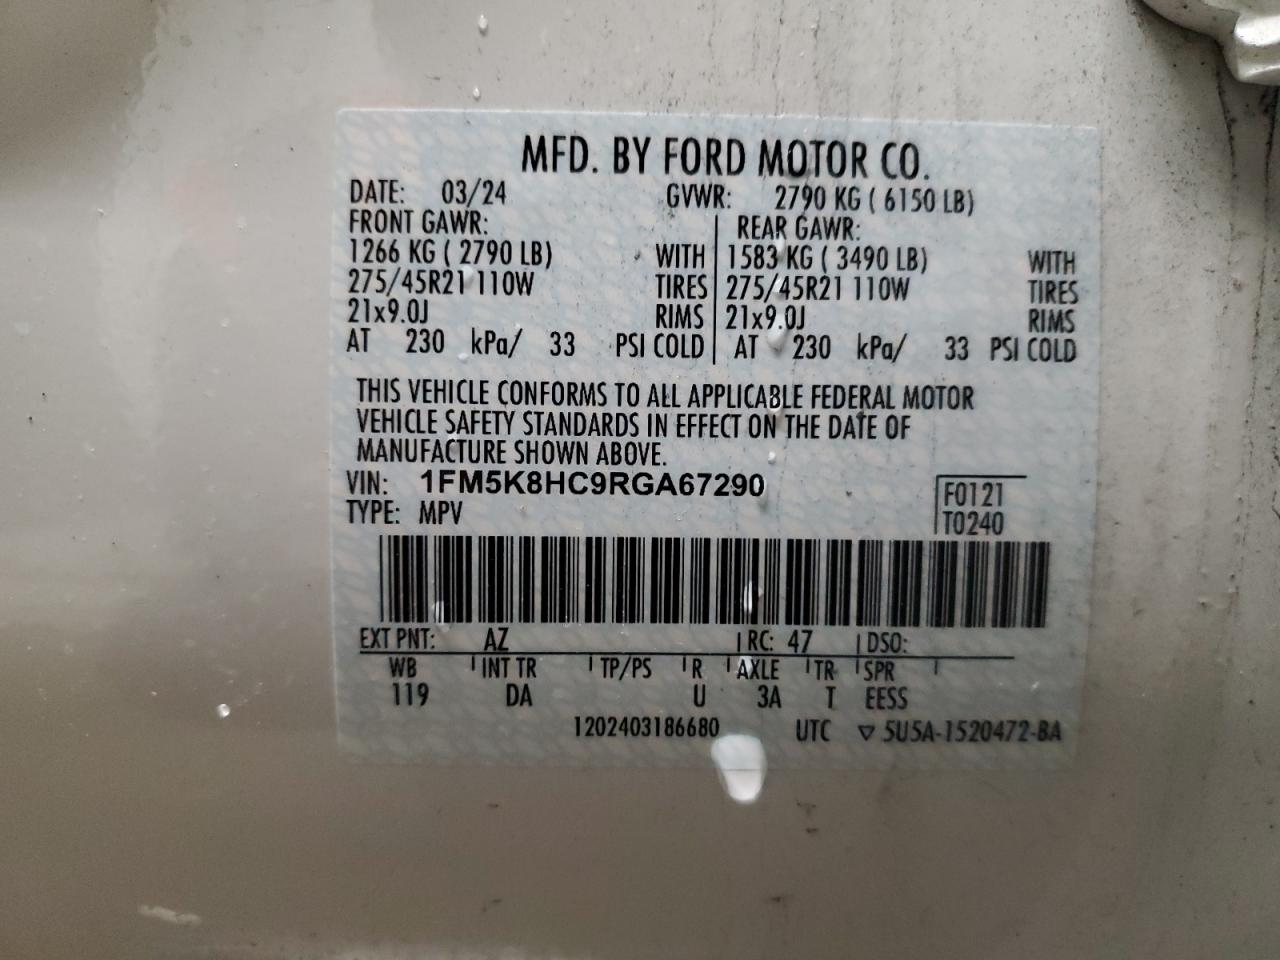 MFD. BY FORD MOTOR CO.
DATE: 03/24 GVWR: 2790 KG ( 6150 LB)
FRONT GAWR: REAR GAWR:
1266 KG ( 2790 LB) WITH 1583 KG ( 3490 LB) WITH
275/45R21 110W TIRES 275/45R21 110W TIRES
21x9.0J RIMS 21x9.0J RIMS
AT 230 kPa/ 33 PSI COLD AT 230 kPa/ 33 PSI COLD
THIS VEHICLE CONFORMS TO ALL APPLICABLE FEDERAL MOTOR
VEHICLE SAFETY STANDARDS IN EFFECT ON THE DATE OF
MANUFACTURE SHOWN ABOVE.
VIN: 1FM5K8HC9RGA67290 F0121
TYPE: MPV T0240
EXT PNT: AZ RC: 47 DSO:
WB INT TR TP/PS R AXLE TR SPR
119 DA U 3A T EESS
1202403186680 UTC ▽ 5U5A-1520472-BA